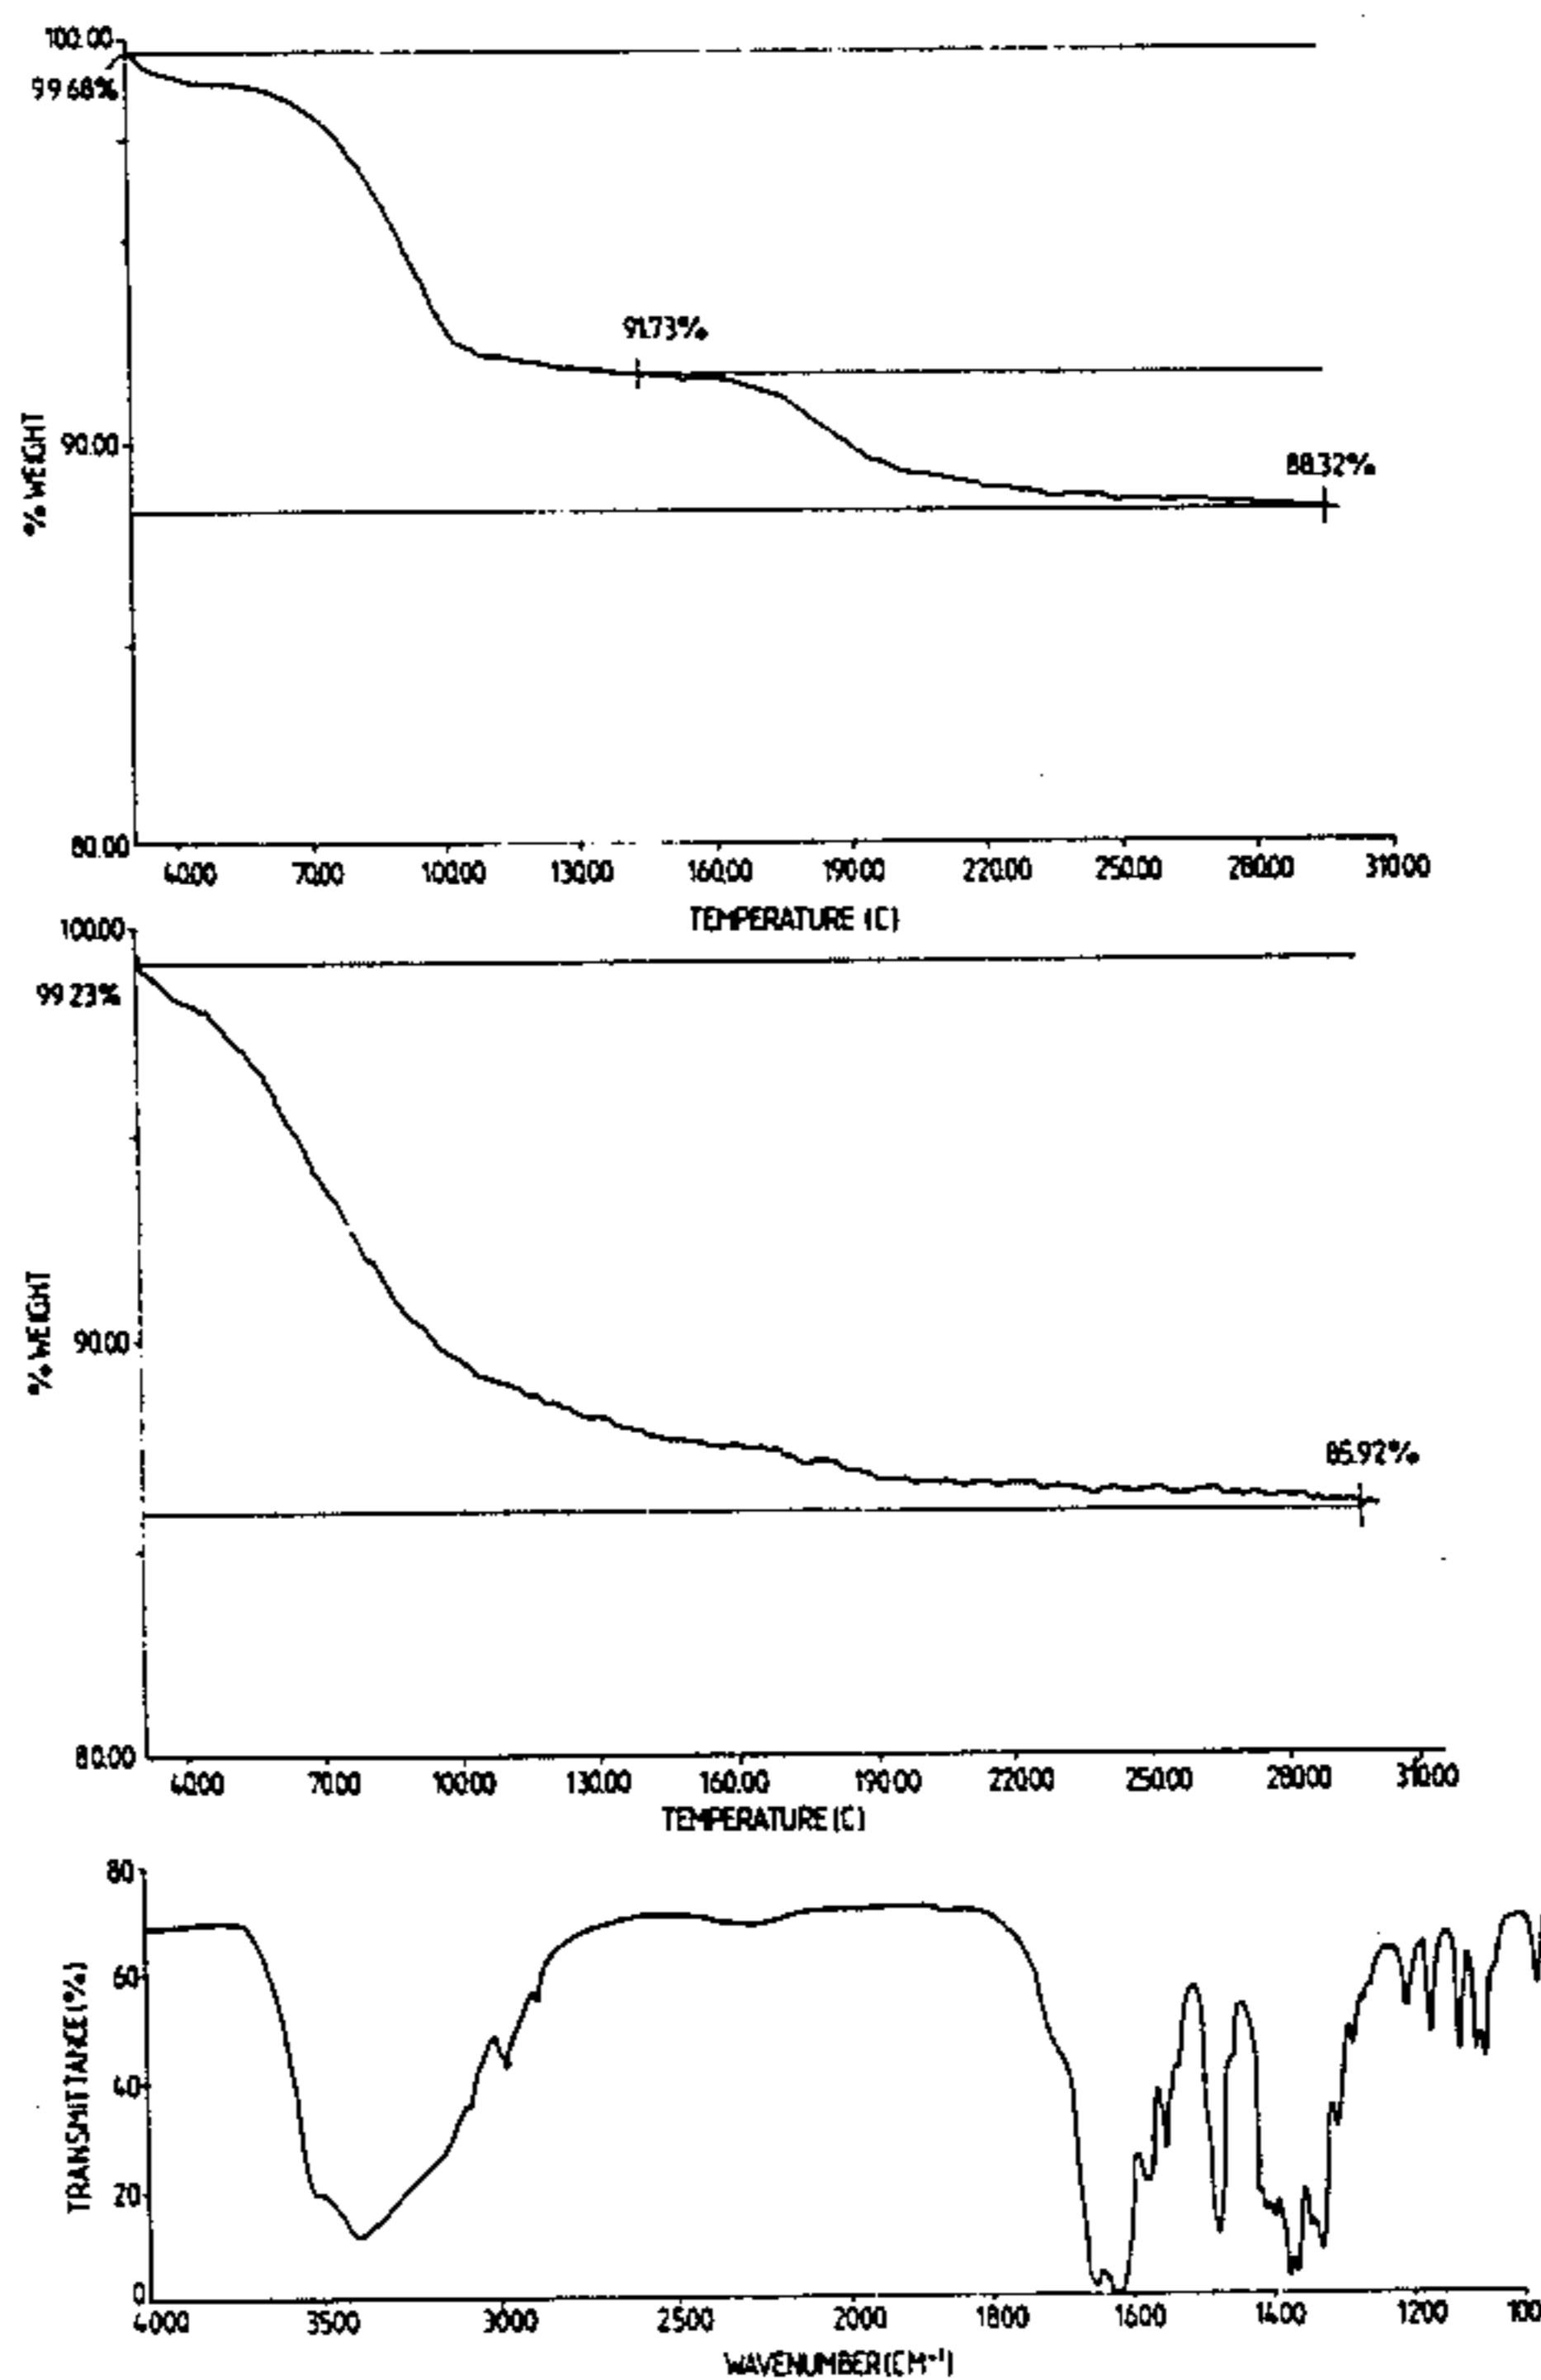 100.00
99.68%
91.73%
% WEIGHT
90.00
88.32%
80.00
40.00 70.00 100.00 130.00 160.00 190.00 220.00 250.00 280.00 310.00
TEMPERATURE (C)
100.00
99.23%
% WEIGHT
90.00
85.92%
80.00
40.00 70.00 100.00 130.00 160.00 190.00 220.00 250.00 280.00 310.00
TEMPERATURE (C)
80
60
TRANSMITTANCE (%)
40
20
0
4000 3500 3000 2500 2000 1800 1600 1400 1200
WAVENUMBER (CM⁻¹)